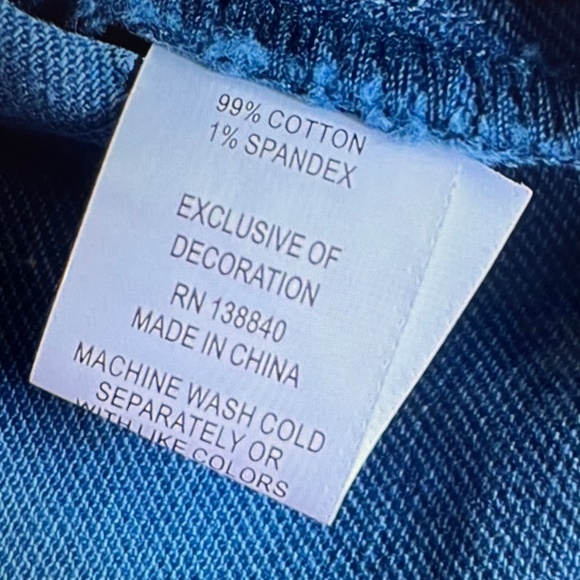 99% COTTON
1% SPANDEX
EXCLUSIVE OF
DECORATION
RN 138840
MADE IN CHINA
MACHINE WASH COLD
SEPARATELY OR
WITH LIKE COLORS